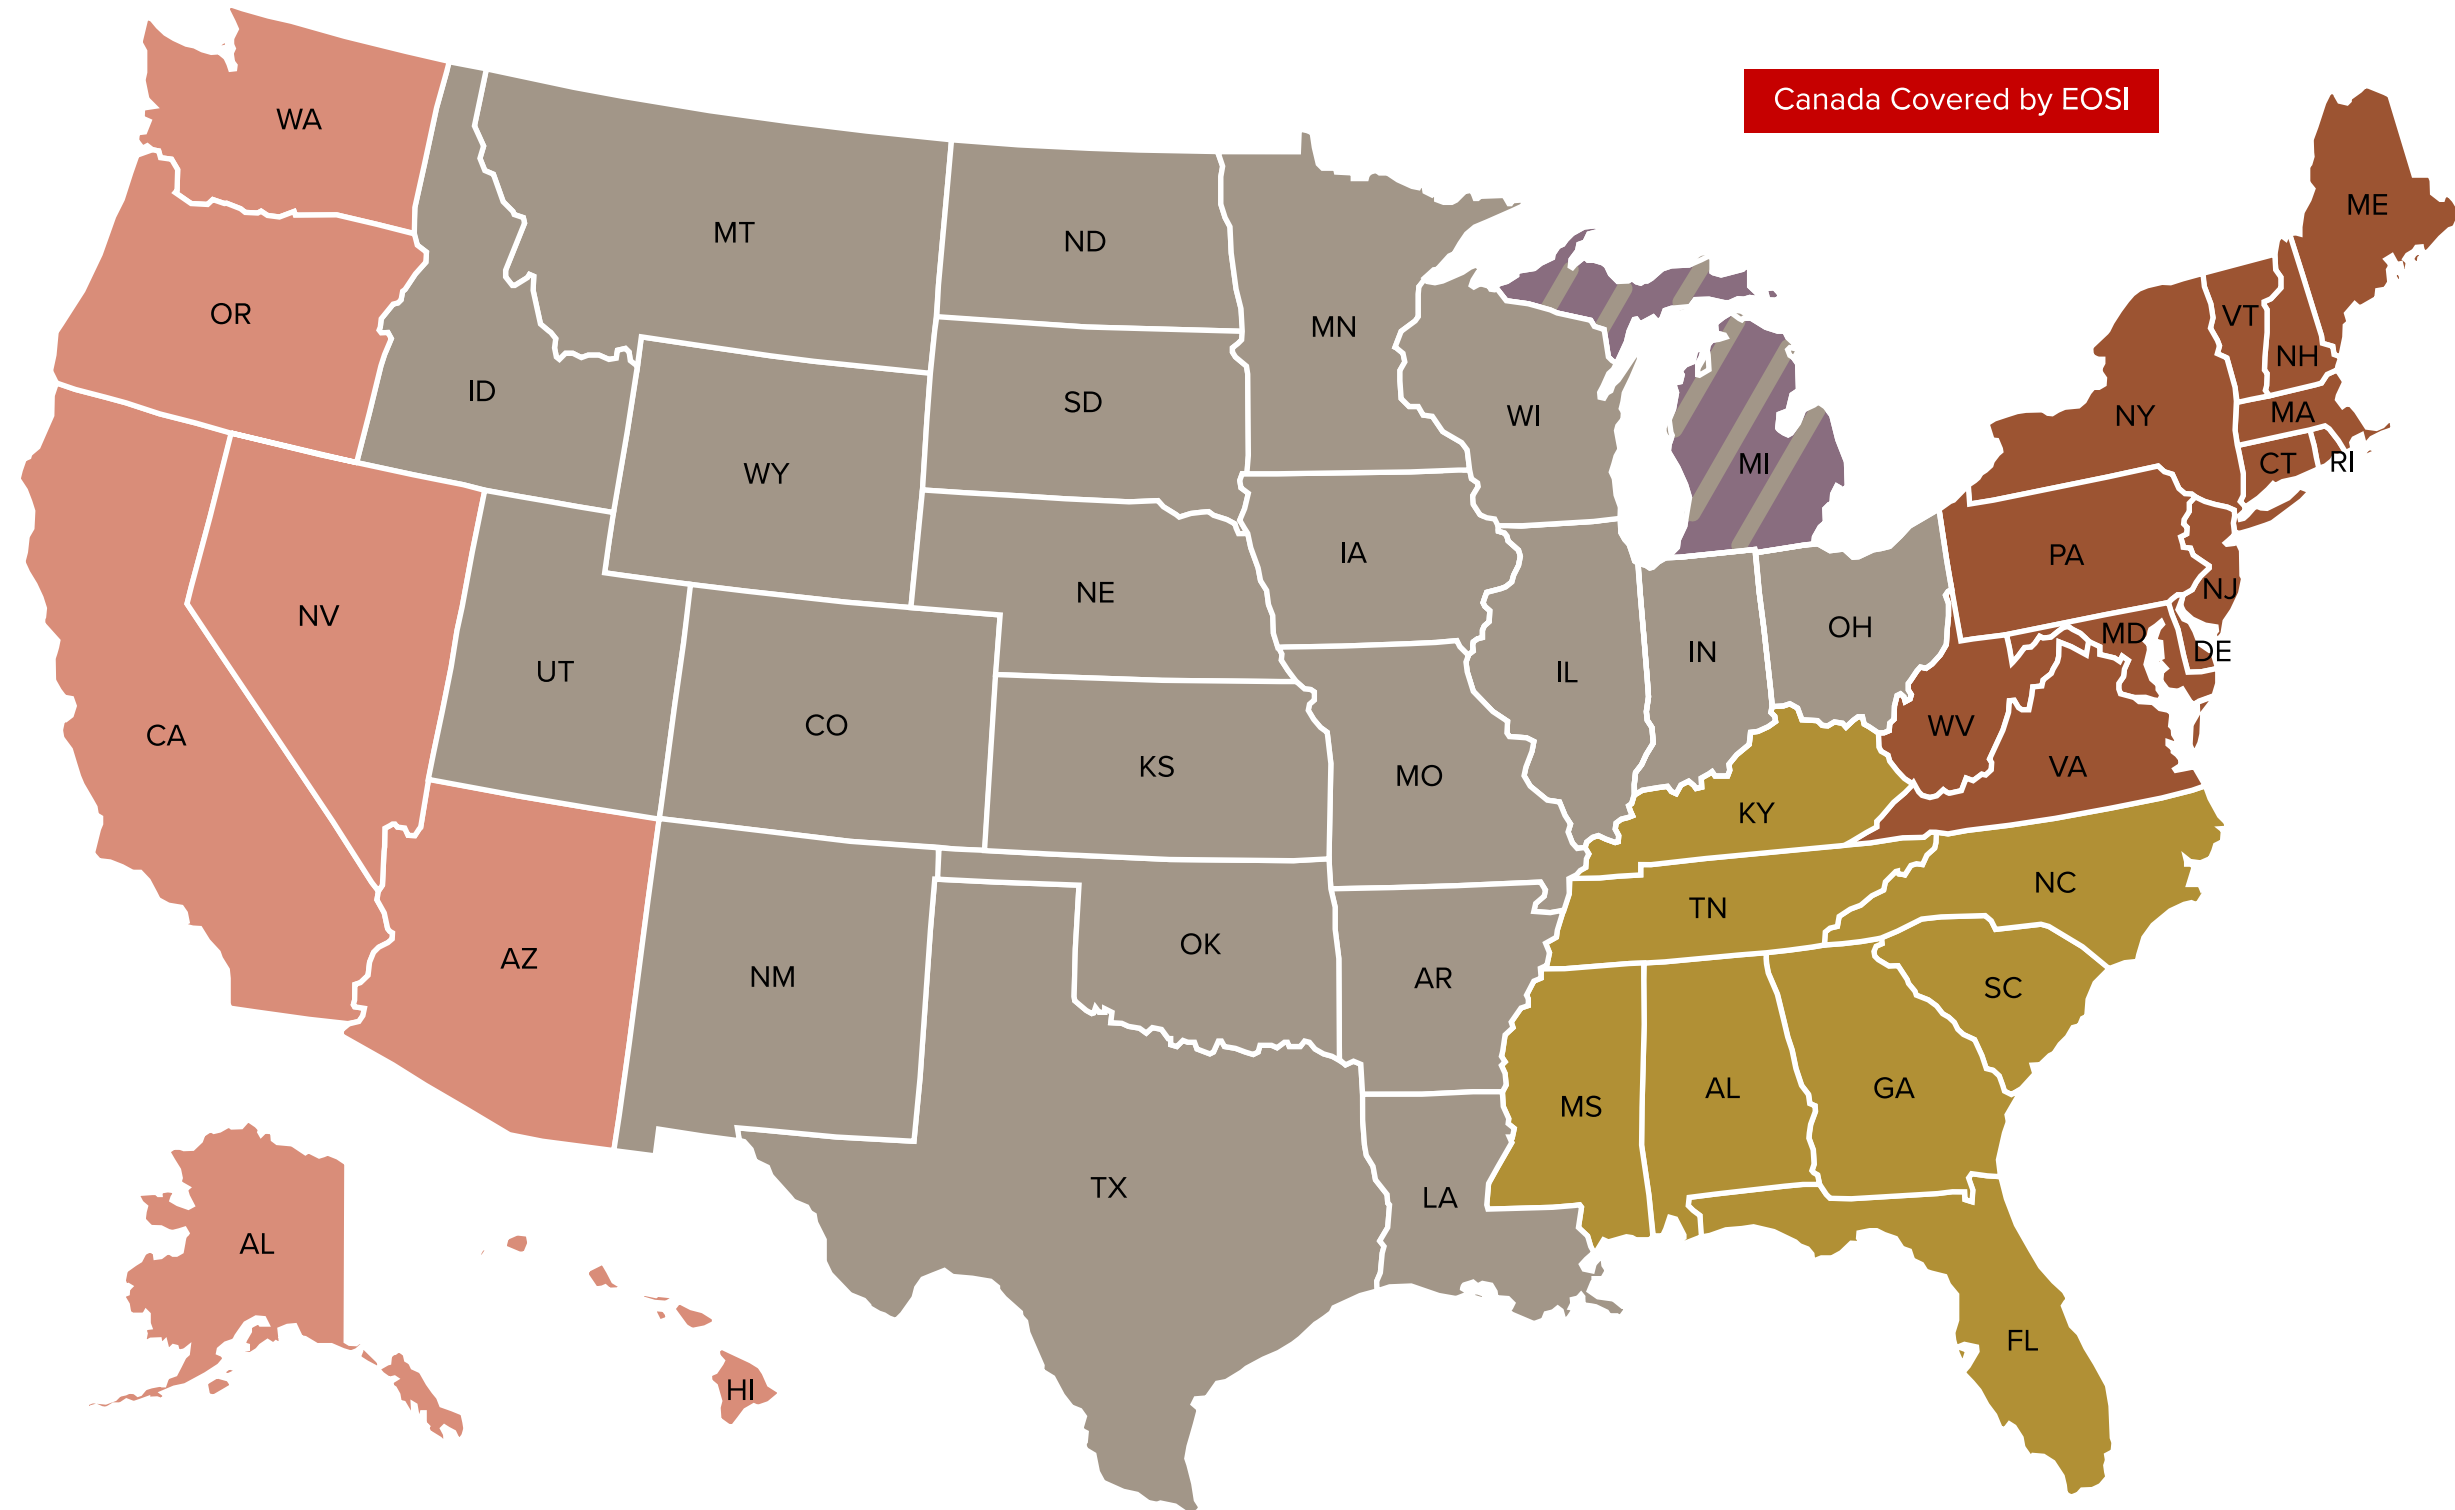 Canada Covered by EOSI
WA
ME
MT
ND
OR
VT
MN
NH
ID
SD
WI
NY
MA
WY
MI
CT
RI
IA
PA
NE
NJ
NV
OH
MD
IN
DE
UT
IL
CO
WV
CA
KS
MO
VA
KY
NC
TN
OK
AZ
NM
AR
SC
MS
AL
GA
TX
LA
AL
FL
HI